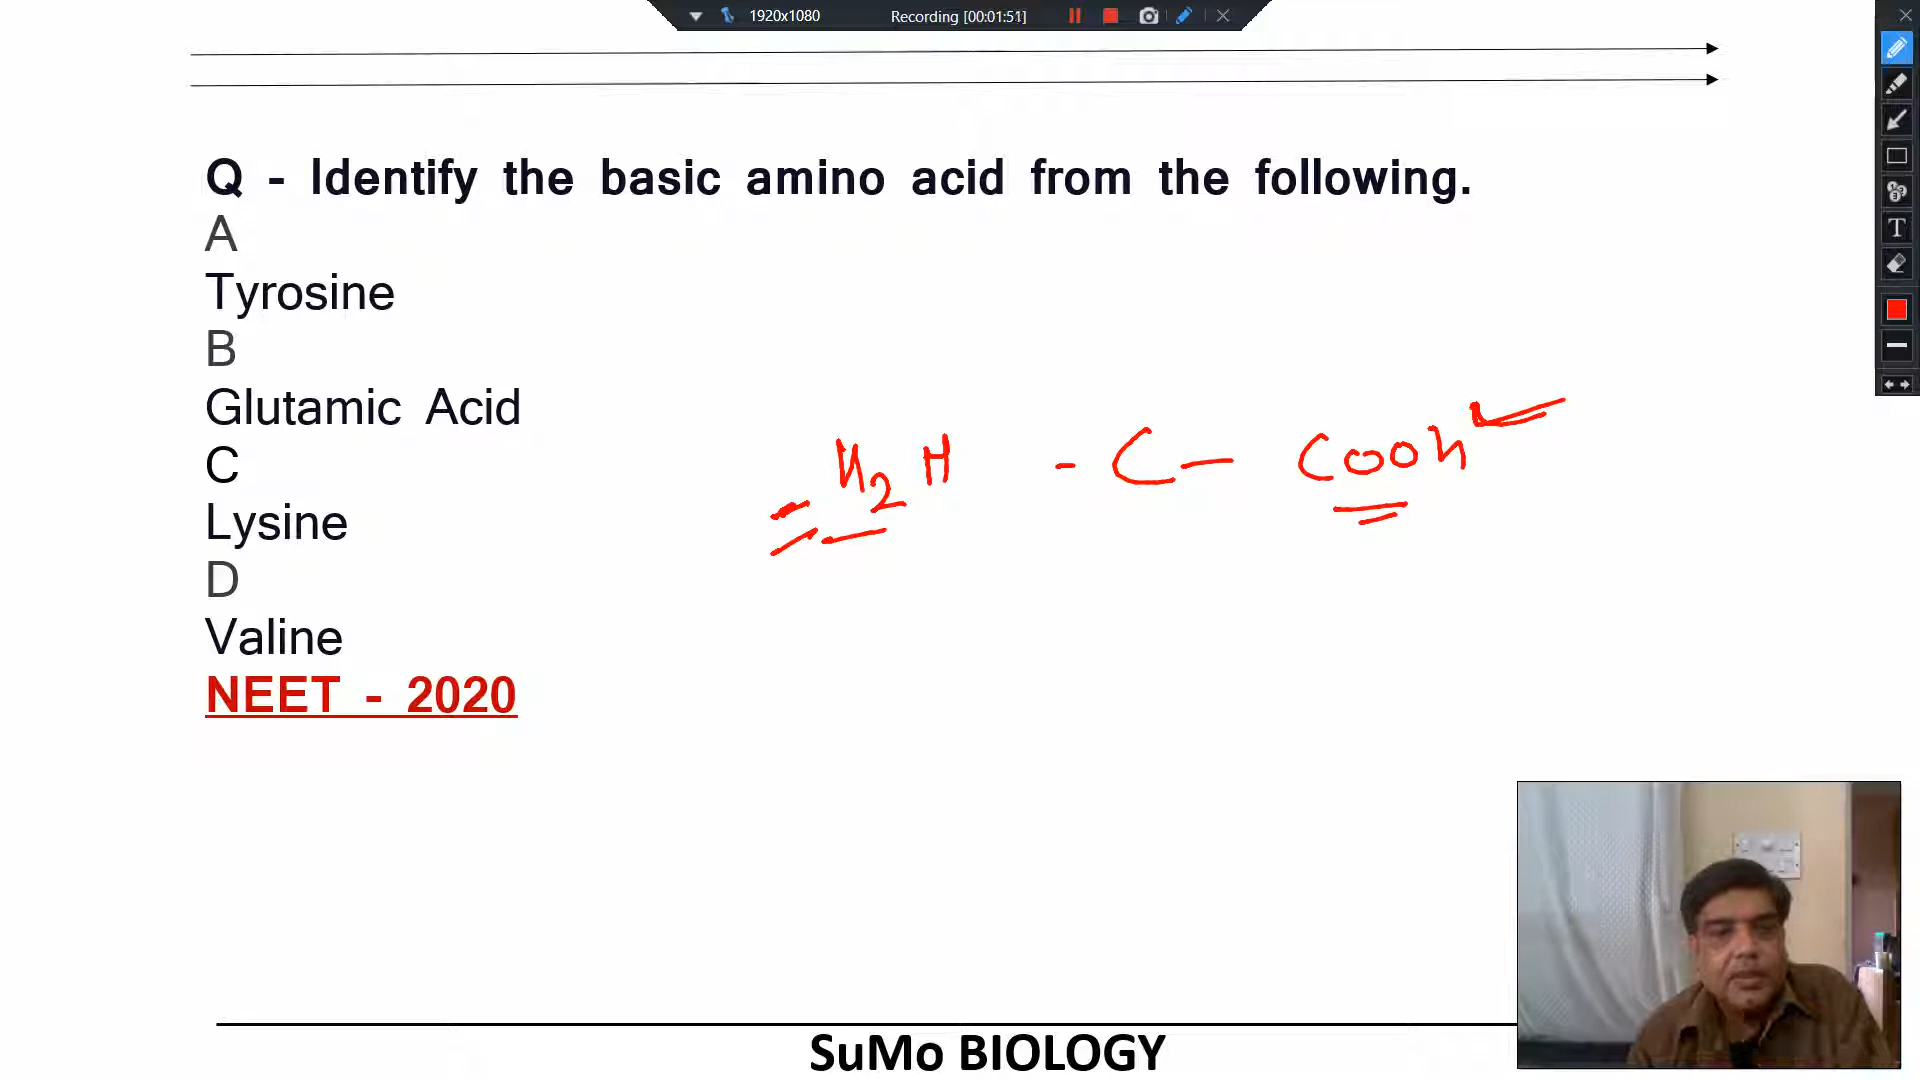 1920x1080 Recording [00:01:51]
Q - Identify the basic amino acid from the following.
A
Tyrosine
B
Glutamic Acid
C
Lysine
D
Valine
NEET - 2020
N2H - C - COOH
SuMo BIOLOGY